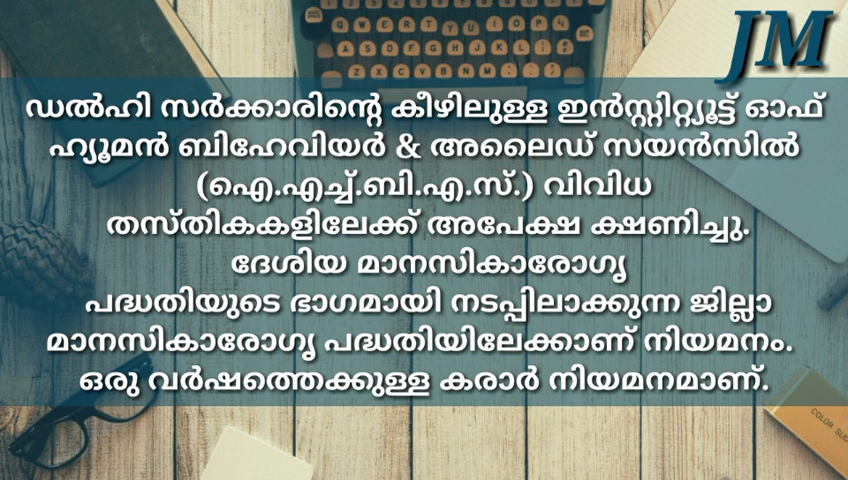 JM
ഡൽഹി സർക്കാരിന്റെ കീഴിലുള്ള ഇൻസ്റ്റിറ്റ്യൂട്ട് ഓഫ്
ഹ്യൂമൻ ബിഹേവിയർ & അലൈഡ് സയൻസിൽ
(ഐ.എച്ച്.ബി.എ.സ്.) വിവിധ
തസ്തികകളിലേക്ക് അപേക്ഷ ക്ഷണിച്ചു.
ദേശിയ മാനസികാരോഗ്യ
പദ്ധതിയുടെ ഭാഗമായി നടപ്പിലാക്കുന്ന ജില്ലാ
മാനസികാരോഗ്യ പദ്ധതിയിലേക്കാണ് നിയമനം.
ഒരു വർഷത്തെക്കുള്ള കരാർ നിയമനമാണ്.